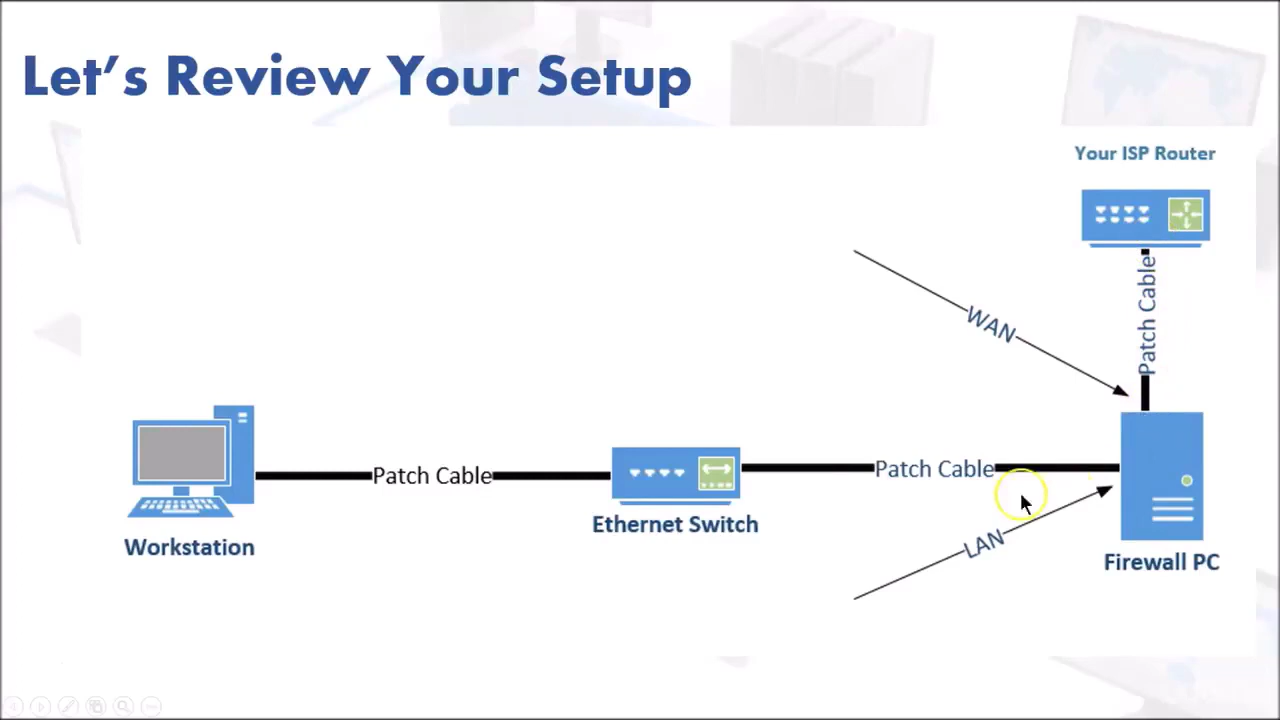 Let's Review Your Setup
Your ISP Router
Patch Cable
WAN
Patch Cable
Patch Cable
Ethernet Switch
LAN
Workstation
Firewall PC